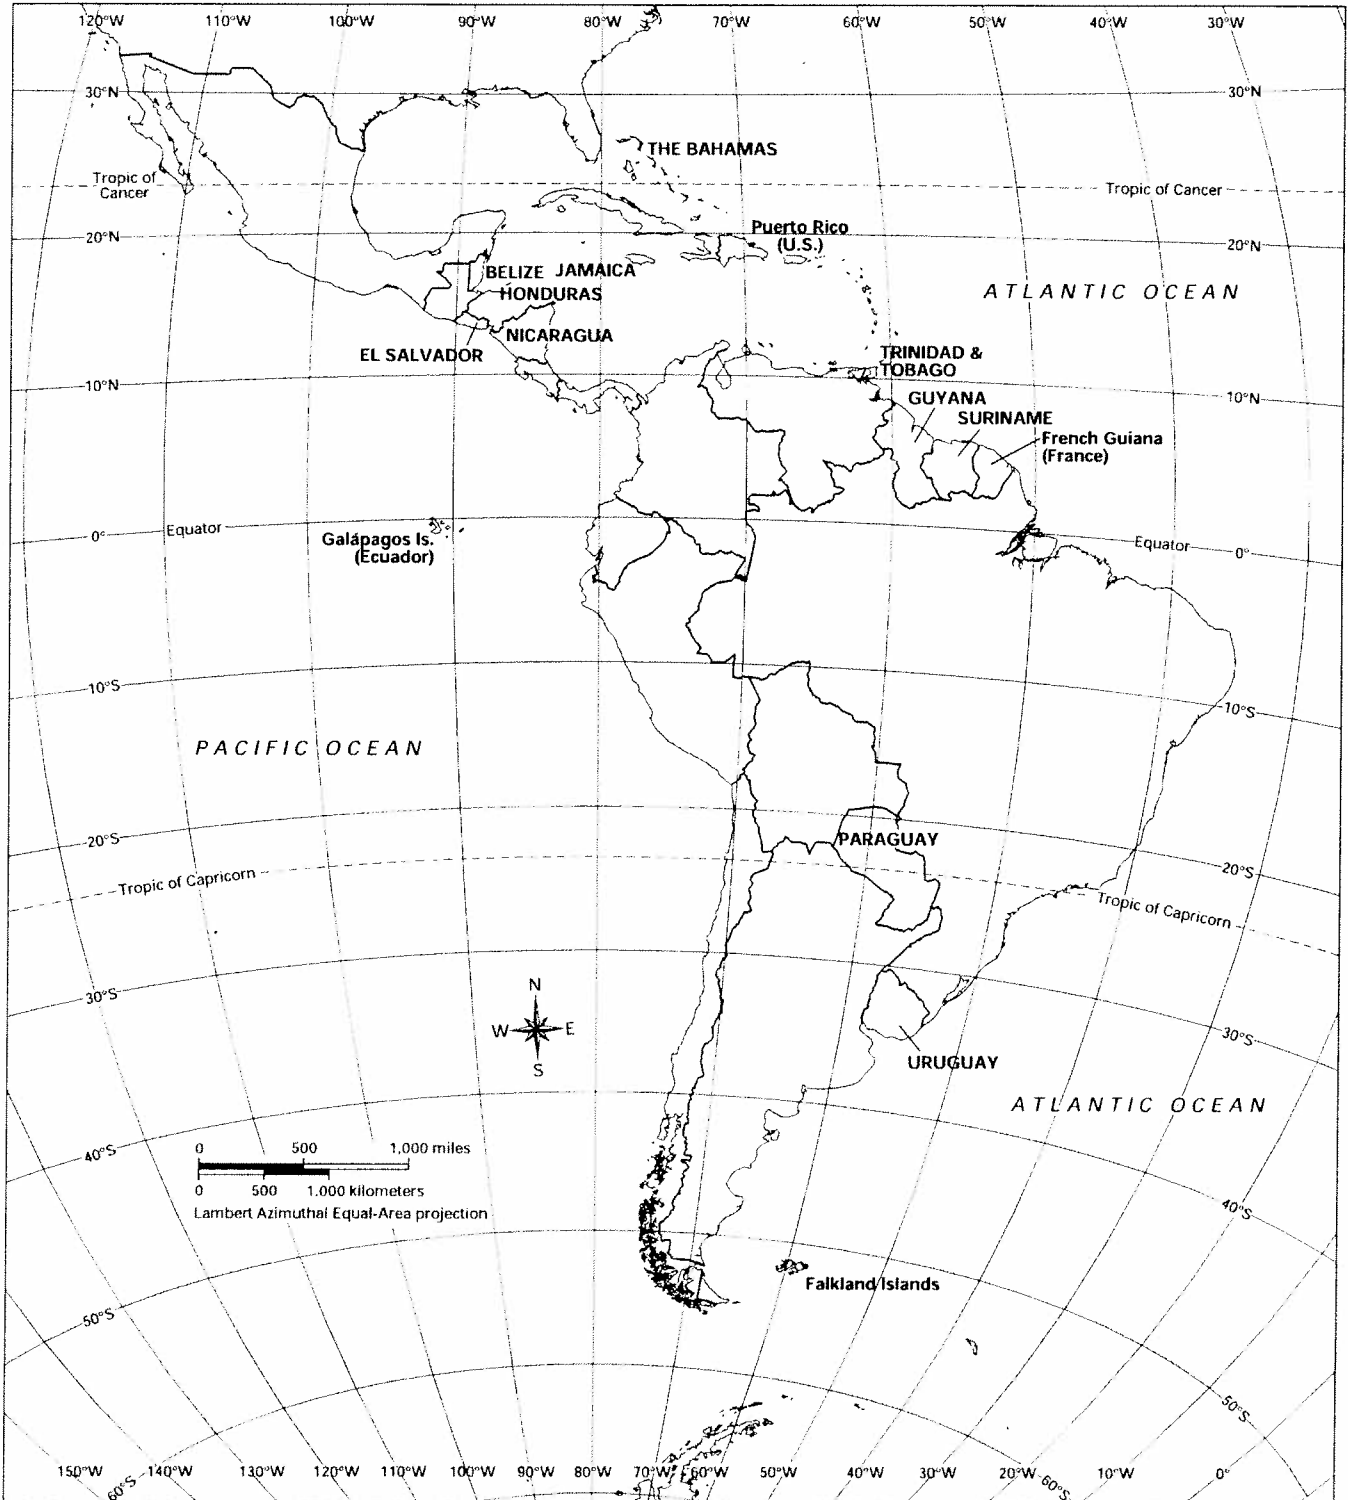 120°W 110°W 100°W 90°W 80°W 70°W 60°W 50°W 40°W 30°W
30°N 30°N
THE BAHAMAS
Tropic of
Cancer
Tropic of Cancer
Puerto Rico
(U.S.)
20°N 20°N
BELIZE JAMAICA
HONDURAS
ATLANTIC OCEAN
NICARAGUA
EL SALVADOR
TRINIDAD &
TOBAGO
10°N 10°N
GUYANA
SURINAME
French Guiana
(France)
Equator
0°
Galápagos Is.
(Ecuador)
Equator
0°
10°S 10°S
PACIFIC OCEAN
PARAGUAY
20°S 20°S
Tropic of Capricorn
Tropic of Capricorn
30°S 30°S
N
W E
S
URUGUAY
ATLANTIC OCEAN
0 500 1,000 miles
0 500 1.000 kilometers
Lambert Azimuthal Equal-Area projection
40°S 40°S
Falkland Islands
50°S 50°S
150°W 140°W 130°W 120°W 110°W 100°W 90°W 80°W 70°W 60°W 50°W 40°W 30°W 20°W 10°W 0°
60°S 60°S